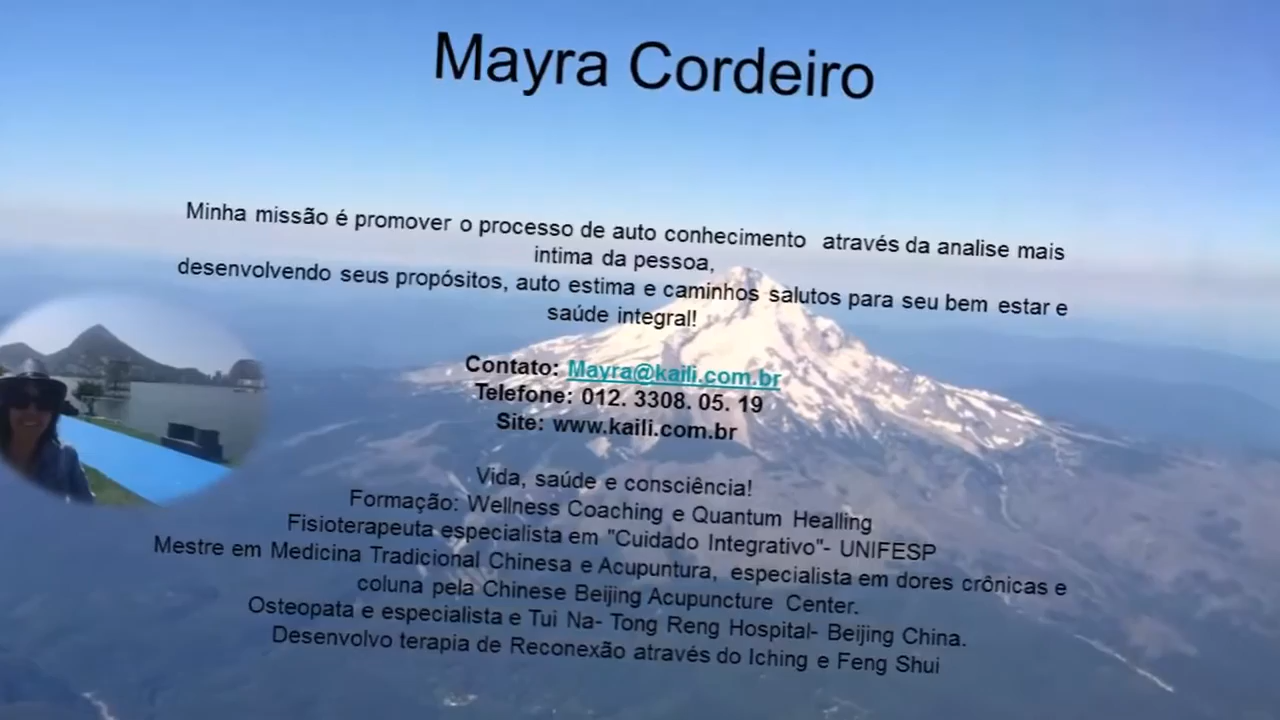 Mayra Cordeiro
Minha missão é promover o processo de auto conhecimento através da analise mais
intima da pessoa,
desenvolvendo seus propósitos, auto estima e caminhos salutos para seu bem estar e
saúde integral!
Contato: Mayra@kaili.com.br
Telefone: 012. 3308. 05. 19
Site: www.kaili.com.br
Vida, saúde e consciência!
Formação: Wellness Coaching e Quantum Healling
Fisioterapeuta especialista em "Cuidado Integrativo"- UNIFESP
Mestre em Medicina Tradicional Chinesa e Acupuntura, especialista em dores crônicas e
coluna pela Chinese Beijing Acupuncture Center.
Osteopata e especialista e Tui Na- Tong Reng Hospital- Beijing China.
Desenvolvo terapia de Reconexão através do Iching e Feng Shui